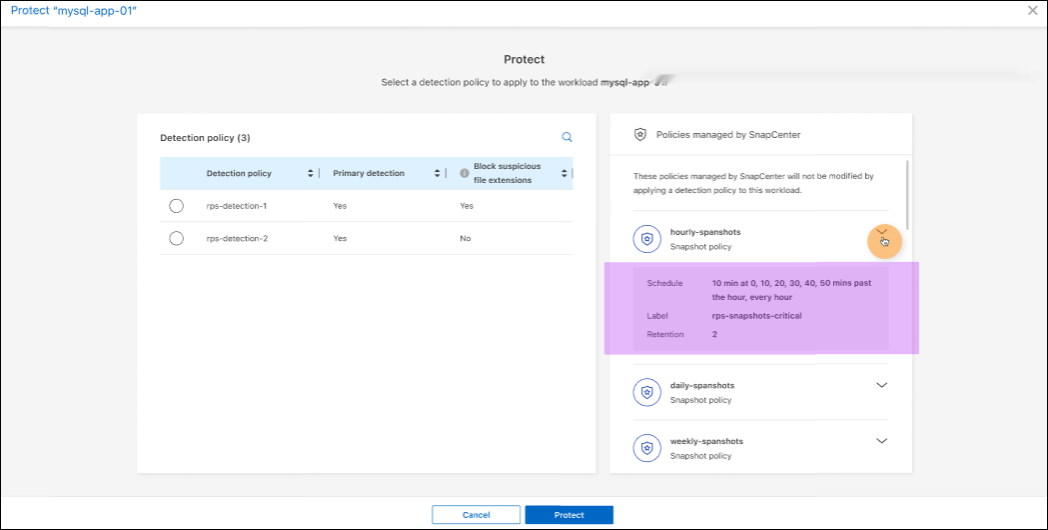 Protect "mysql-app-01"
Protect
Select a detection policy to apply to the workload mysql-app-
Detection policy (3)
Detection policy
Primary detection
Block suspicious
file extensions
rps-detection-1
Yes
Yes
rps-detection-2
Yes
No
Policies managed by SnapCenter
These policies managed by SnapCenter will not be modified by
applying a detection policy to this workload.
hourly-spanshots
Snapshot policy
Schedule
10 min at 0, 10, 20, 30, 40, 50 mins past
the hour, every hour
Label
rps-snapshots-critical
Retention
2
daily-spanshots
Snapshot policy
weekly-spanshots
Snapshot policy
Cancel
Protect